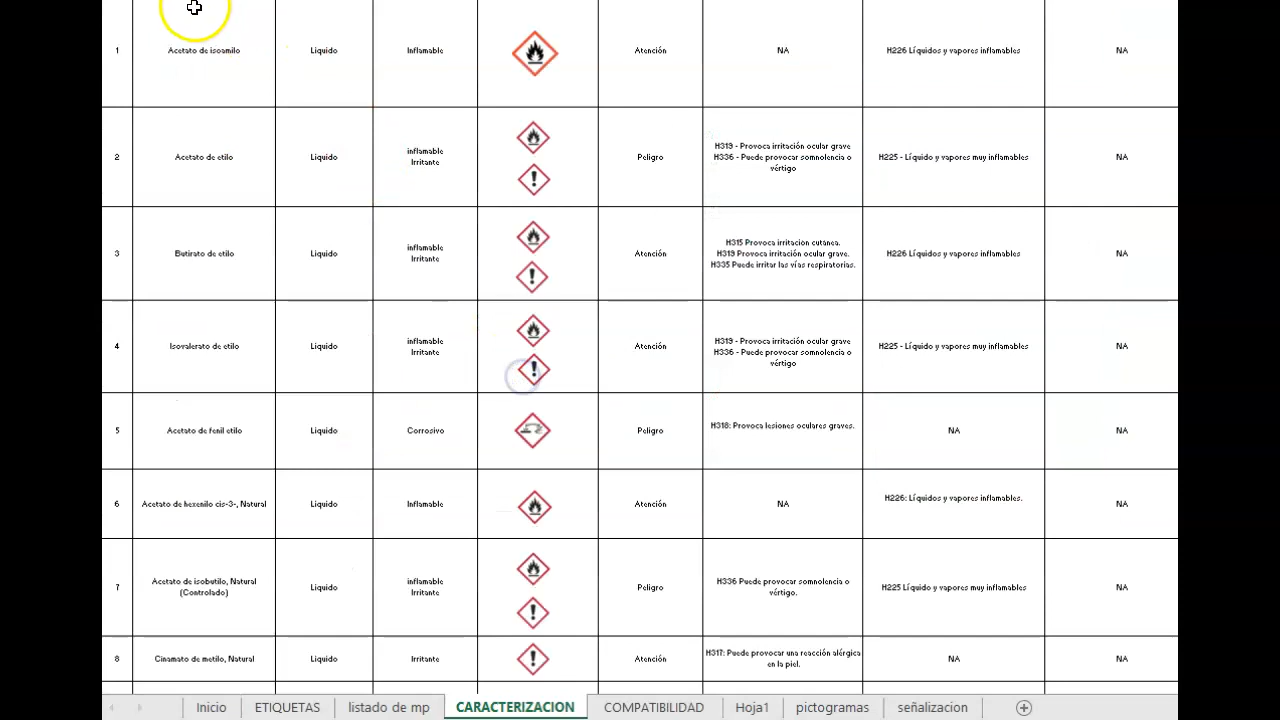 1
Acetato de isoamilo
Liquido
Inflamable
Atención
NA
H226 Líquidos y vapores inflamables
NA
2
Acetato de etilo
Liquido
inflamable
Irritante
Peligro
H319 - Provoca irritación ocular grave
H336 - Puede provocar somnolencia o
vértigo
H225 - Líquido y vapores muy inflamables
NA
3
Butirato de etilo
Liquido
inflamable
Irritante
Atención
H315 Provoca irritacion cutánea.
H319 Provoca irritación ocular grave.
H335 Puede irritar las vías respiratorias.
H226 Líquidos y vapores inflamables
NA
4
Isovalerato de etilo
Liquido
inflamable
Irritante
Atención
H319 - Provoca irritación ocular grave
H336 - Puede provocar somnolencia o
vértigo
H225 - Líquido y vapores muy inflamables
NA
5
Acetato de fenil etilo
Liquido
Corrosivo
Peligro
H318: Provoca lesiones oculares graves.
NA
NA
6
Acetato de hexenilo cis-3-, Natural
Liquido
Inflamable
Atención
NA
H226: Líquidos y vapores inflamables.
NA
7
Acetato de isobutilo, Natural
(Controlado)
Liquido
inflamable
Irritante
Peligro
H336 Puede provocar somnolencia o
vértigo.
H225 Líquido y vapores muy inflamables
NA
8
Cinamato de metilo, Natural
Liquido
Irritante
Atención
H317: Puede provocar una reacción alérgica
en la piel.
NA
NA
Inicio
ETIQUETAS
listado de mp
CARACTERIZACION
COMPATIBILIDAD
Hoja1
pictogramas
señalizacion